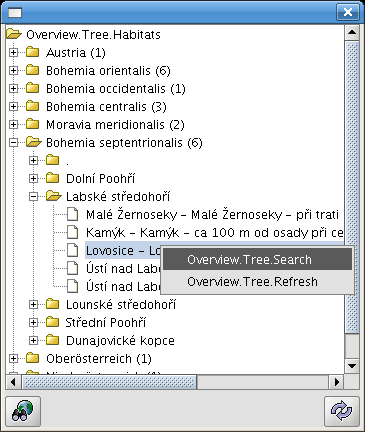 Overview.Tree.Habitats
Austria (1)
Bohemia orientalis (6)
Bohemia occidentalis (1)
Bohemia centralis (3)
Moravia meridionalis (2)
Bohemia septentrionalis (6)
.
Dolní Poohří
Labské středohoří
Malé Žernoseky – Malé Žernoseky – při trati
Kamýk – Kamýk – ca 100 m od osady při ce
Lovosice – Lo
Overview.Tree.Search
Ústí nad Labe
Overview.Tree.Refresh
Ústí nad Labe
Lounské středohoří
Střední Poohří
Dunajovické kopce
Oberösterreich (1)